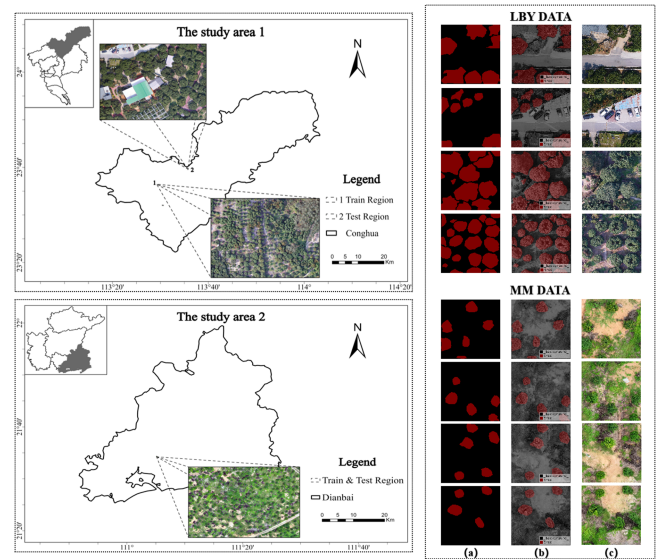 The study area 1
N
24°
23°40'
23°20'
1
2
Legend
1 Train Region
2 Test Region
Conghua
0 5 10 20
Km
113°20'
113°40'
114°
114°20'
The study area 2
N
22°
21°40'
21°20'
Legend
Train & Test Region
Dianbai
0 5 10 20
Km
111°
111°20'
111°40'
LBY DATA
MM DATA
(a) (b) (c)